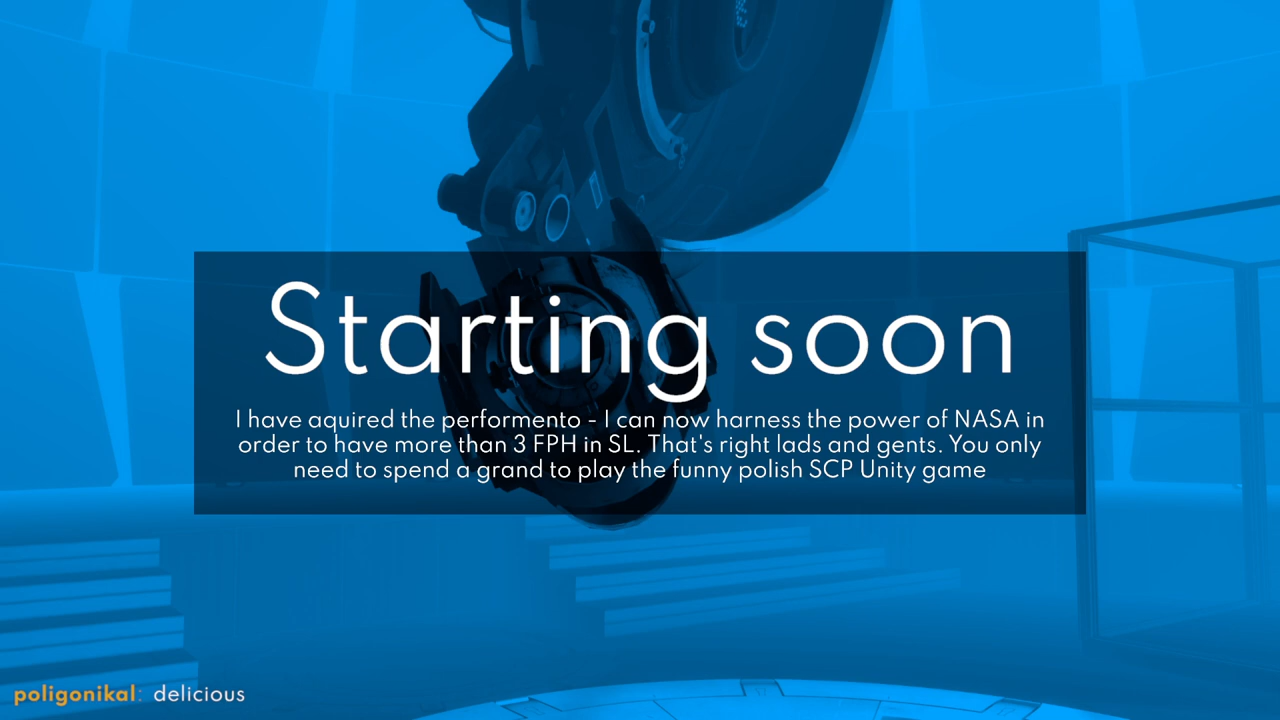 Starting soon
I have aquired the performento - I can now harness the power of NASA in
order to have more than 3 FPH in SL. That's right lads and gents. You only
need to spend a grand to play the funny polish SCP Unity game
poligonikal: delicious